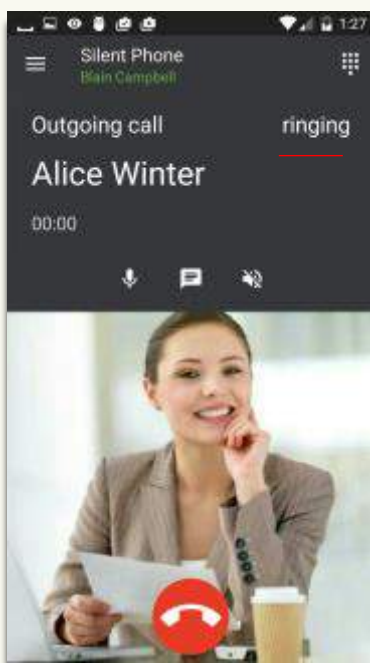 1:27
Silent Phone
Blain Campbell
Outgoing call ringing
Alice Winter
00:00